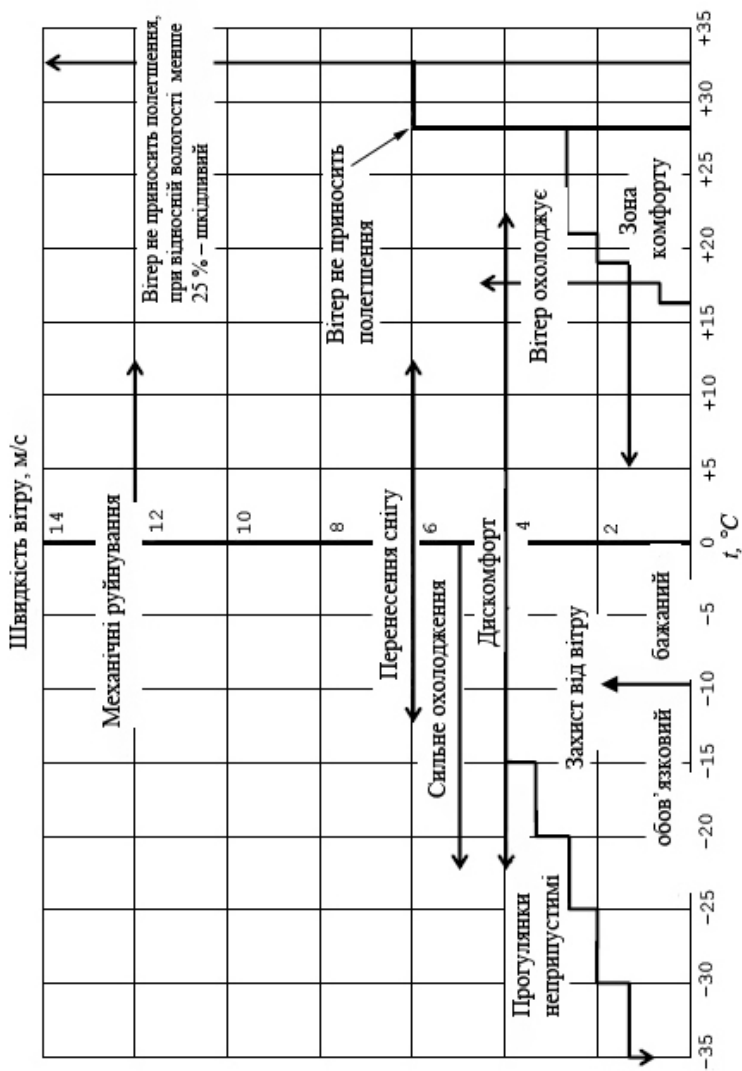 Швидкість вітру, м/с
14
12
10
8
6
4
2
Вітер не приносить полегшення,
при відносній вологості менше
25 % – шкідливий
Механічні руйнування
Вітер не приносить
полегшення
Перенесення снігу
Сильне охолодження
Дискомфорт
Вітер охолоджує
Прогулянки
неприпустимі
Захист від вітру
обов’язковий
бажаний
Зона
комфорту
−35 −30 −25 −20 −15 −10 −5 0 +5 +10 +15 +20 +25 +30 +35
t, °C